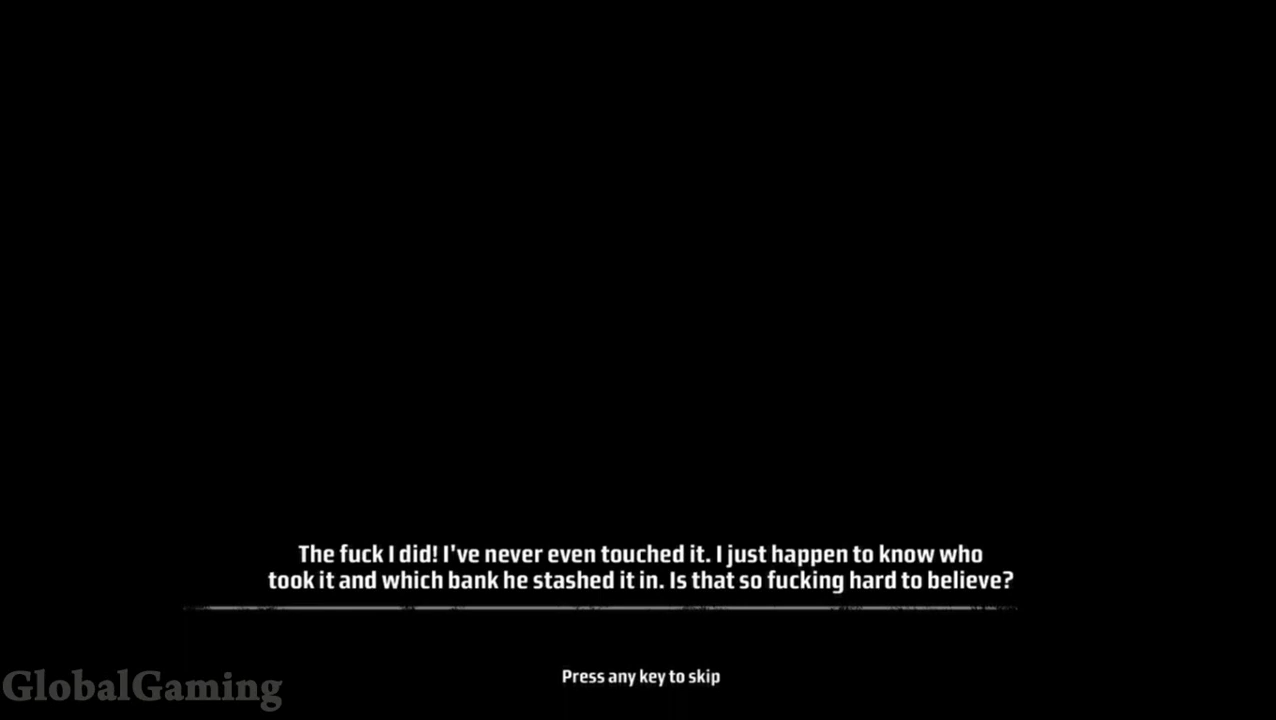 The fuck I did! I've never even touched it. I just happen to know who
took it and which bank he stashed it in. Is that so fucking hard to believe?
Press any key to skip
GlobalGaming